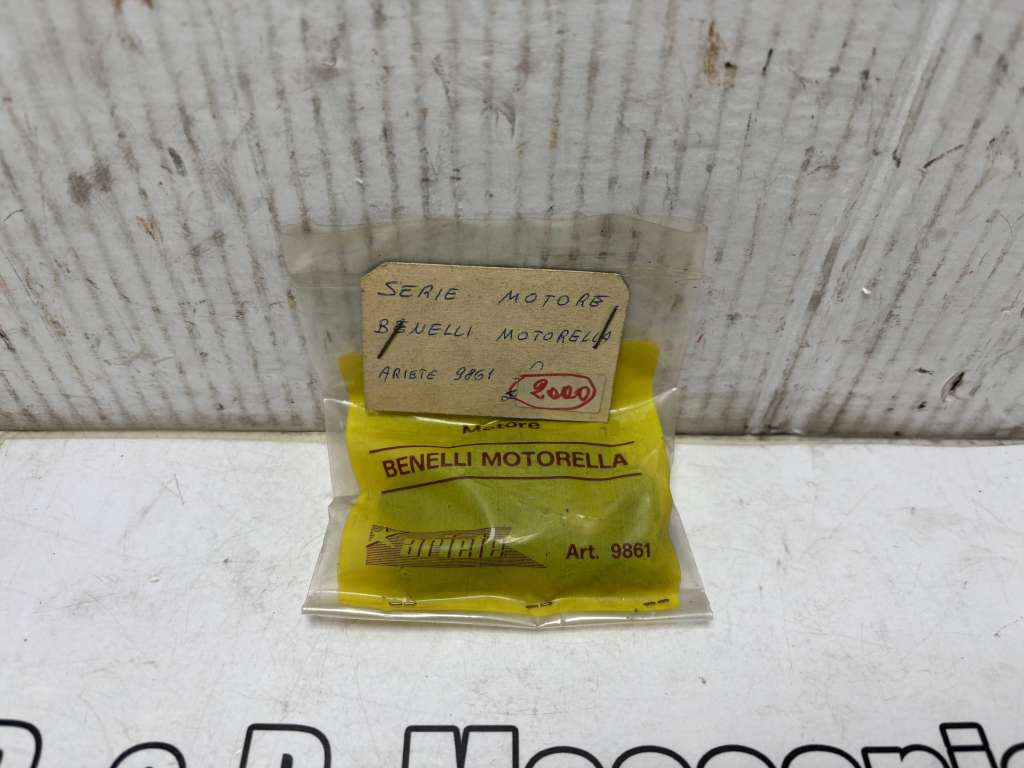 SERIE MOTORE
BENELLI MOTORELLA
ARIETE 9861 £ 2000
Motore
BENELLI MOTORELLA
ariete Art. 9861